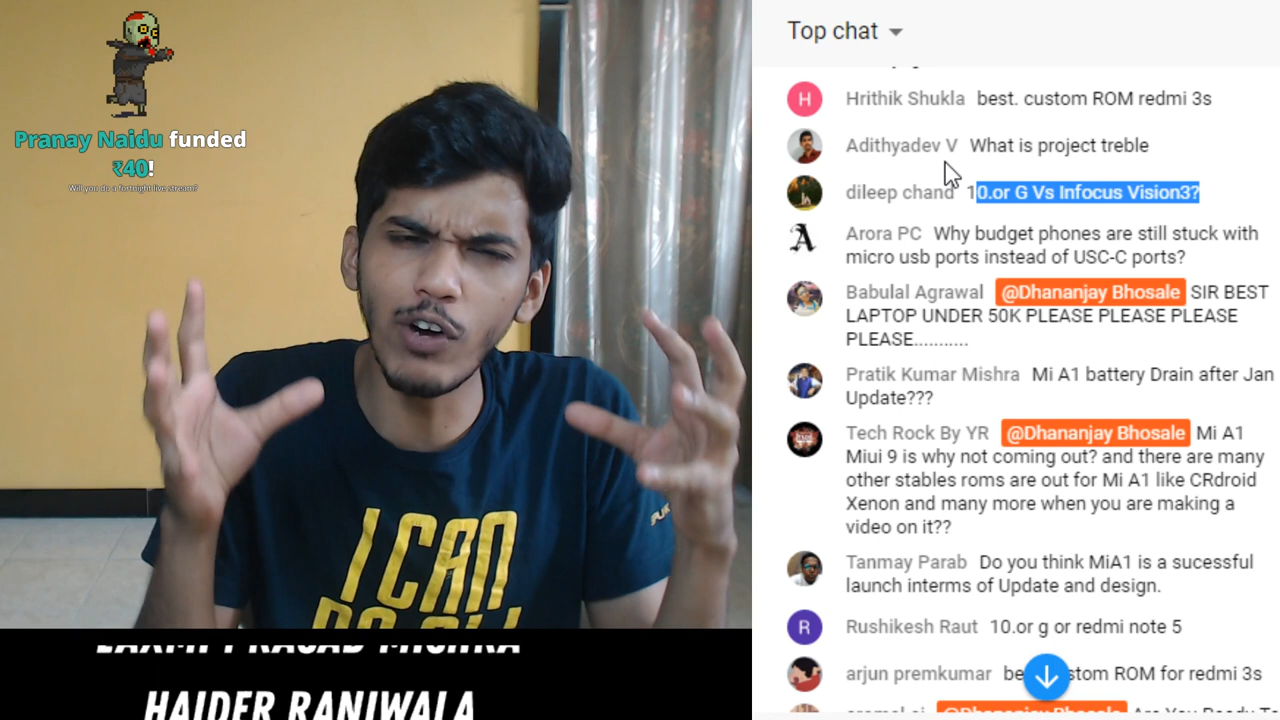 Pranay Naidu funded
₹40!
Will you do a fortnight live stream?
I CAN
HAIDER RANIWALA
Top chat
Hrithik Shukla best. custom ROM redmi 3s
Adithyadev V What is project treble
dileep chand 10.or G Vs Infocus Vision3?
Arora PC Why budget phones are still stuck with
micro usb ports instead of USC-C ports?
Babulal Agrawal @Dhananjay Bhosale SIR BEST
LAPTOP UNDER 50K PLEASE PLEASE PLEASE
PLEASE...........
Pratik Kumar Mishra Mi A1 battery Drain after Jan
Update???
Tech Rock By YR @Dhananjay Bhosale Mi A1
Miui 9 is why not coming out? and there are many
other stables roms are out for Mi A1 like CRdroid
Xenon and many more when you are making a
video on it??
Tanmay Parab Do you think MiA1 is a sucessful
launch interms of Update and design.
Rushikesh Raut 10.or g or redmi note 5
arjun premkumar ROM for redmi 3s
@Dhananjay Bhosale Are You Ready To